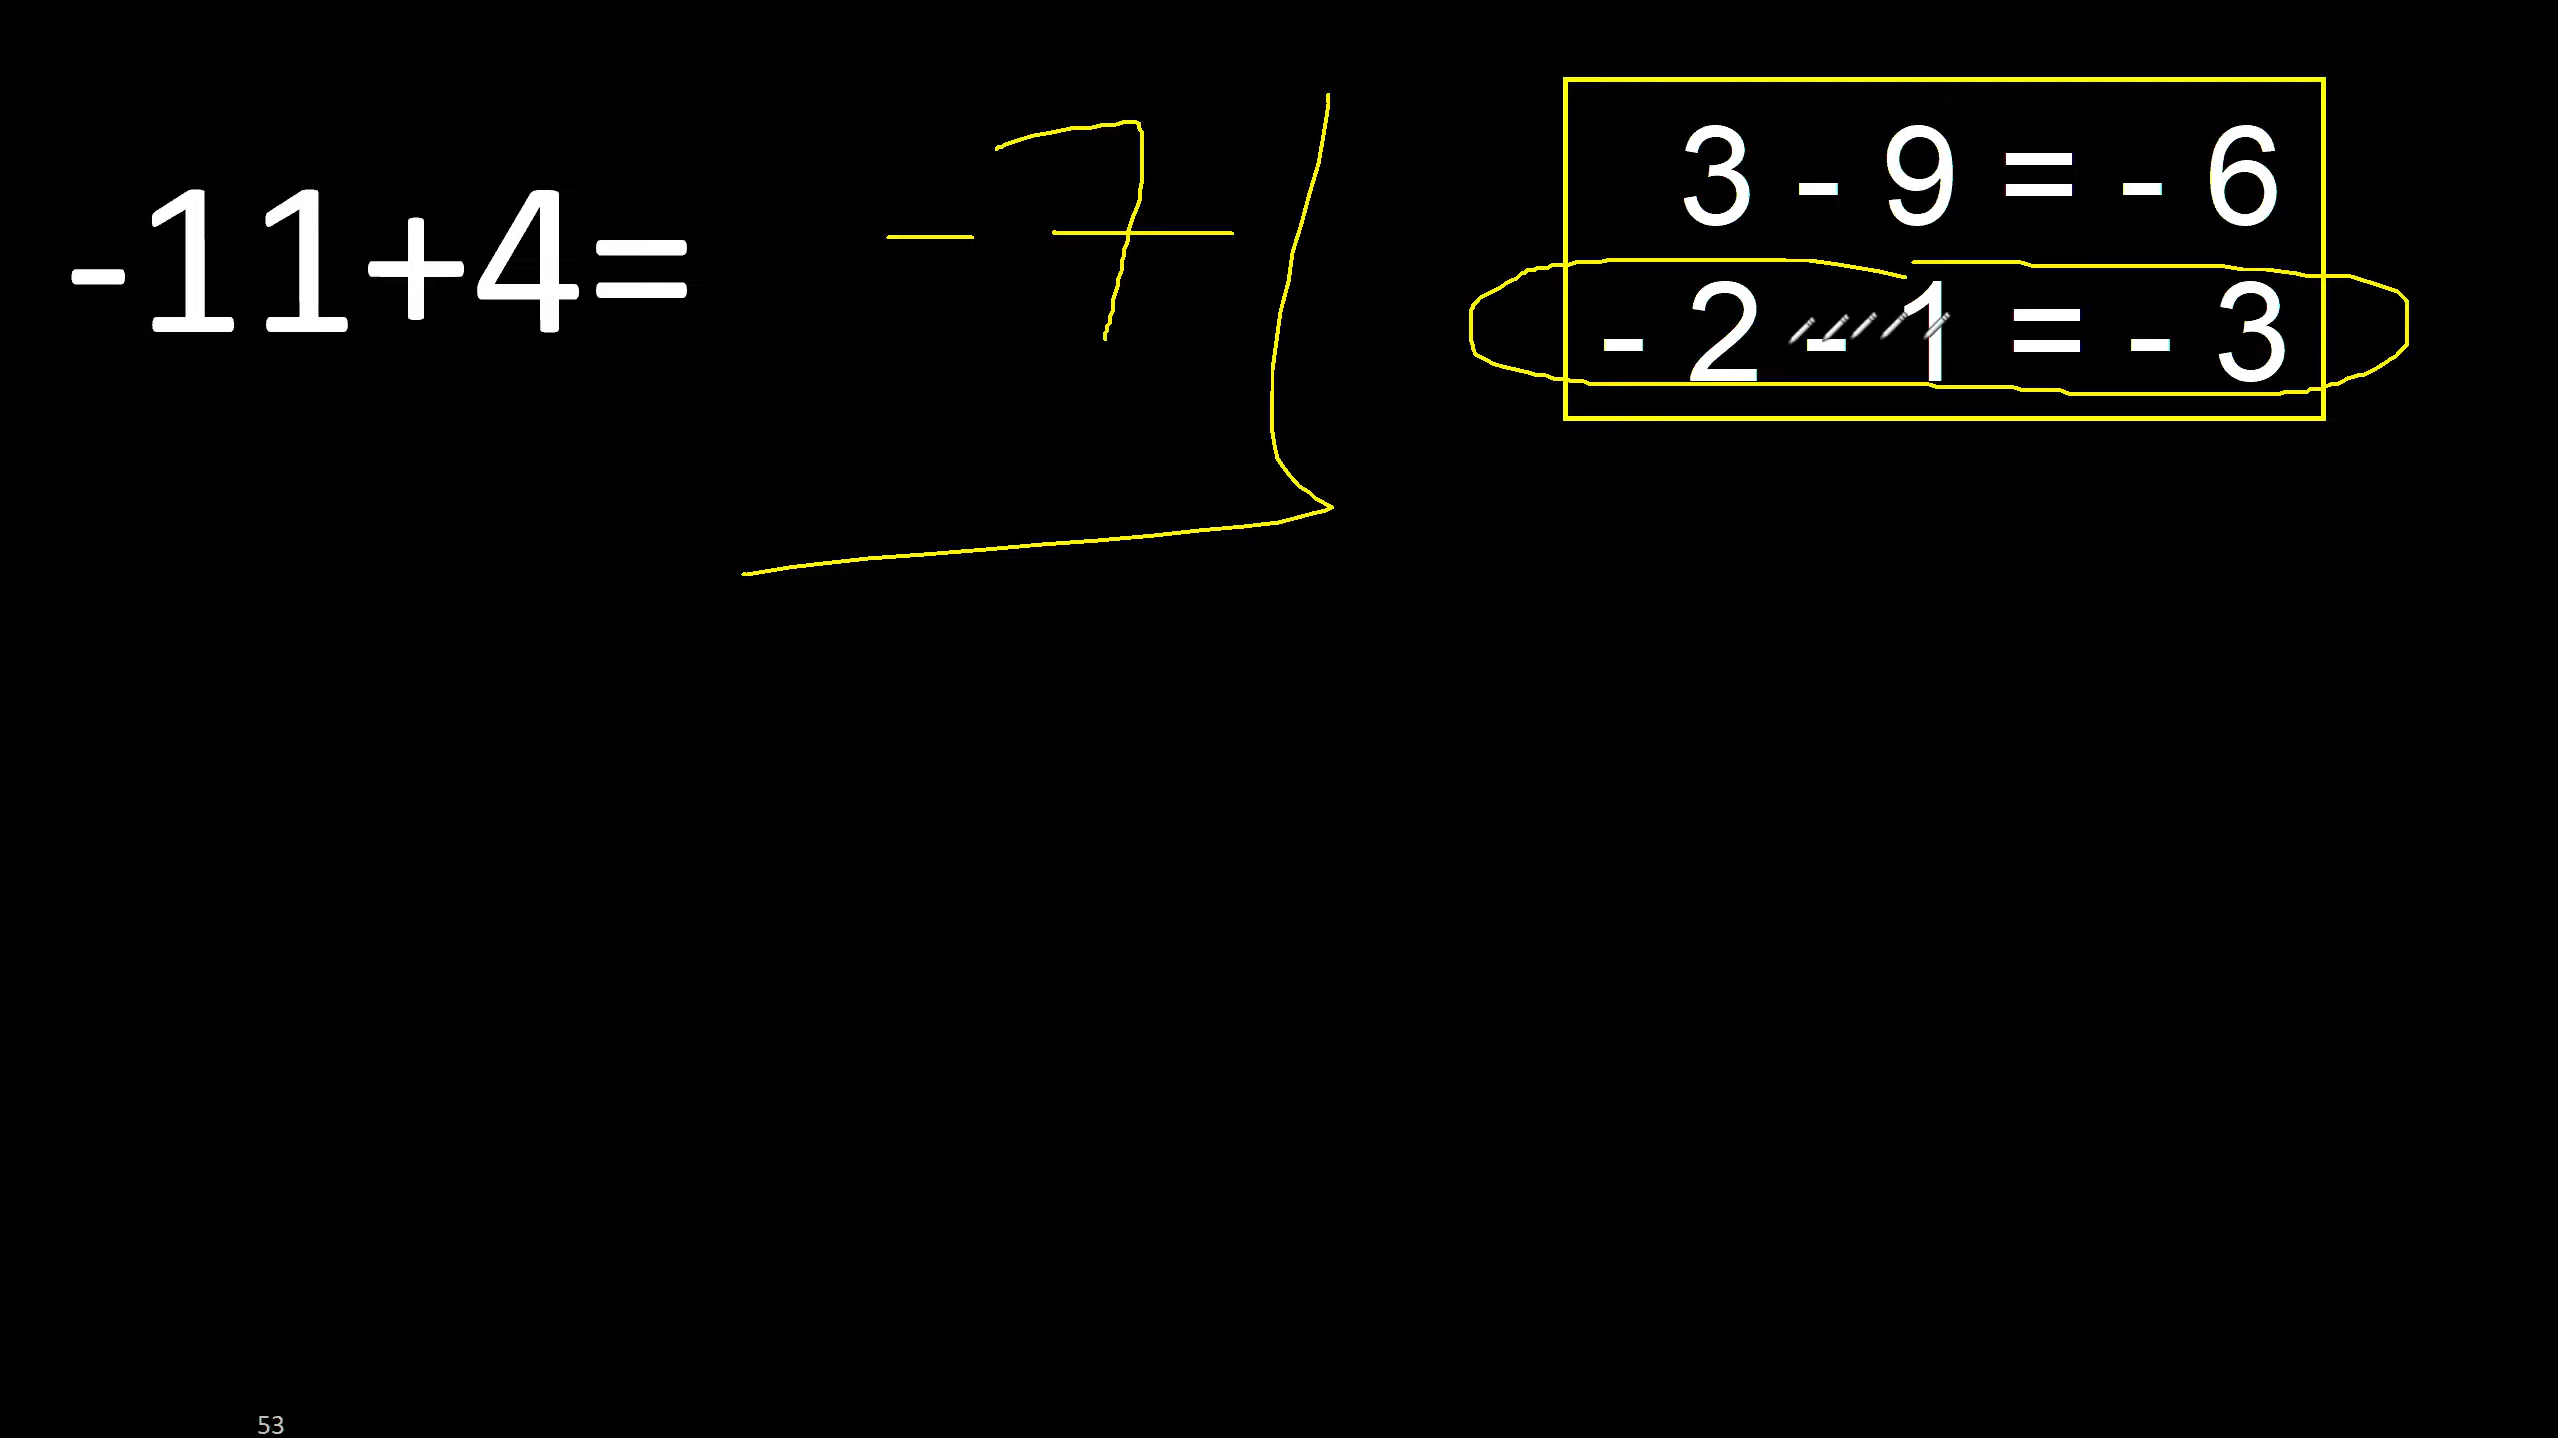 -11+4= -7
3 - 9 = - 6
- 2 - 1 = - 3
53